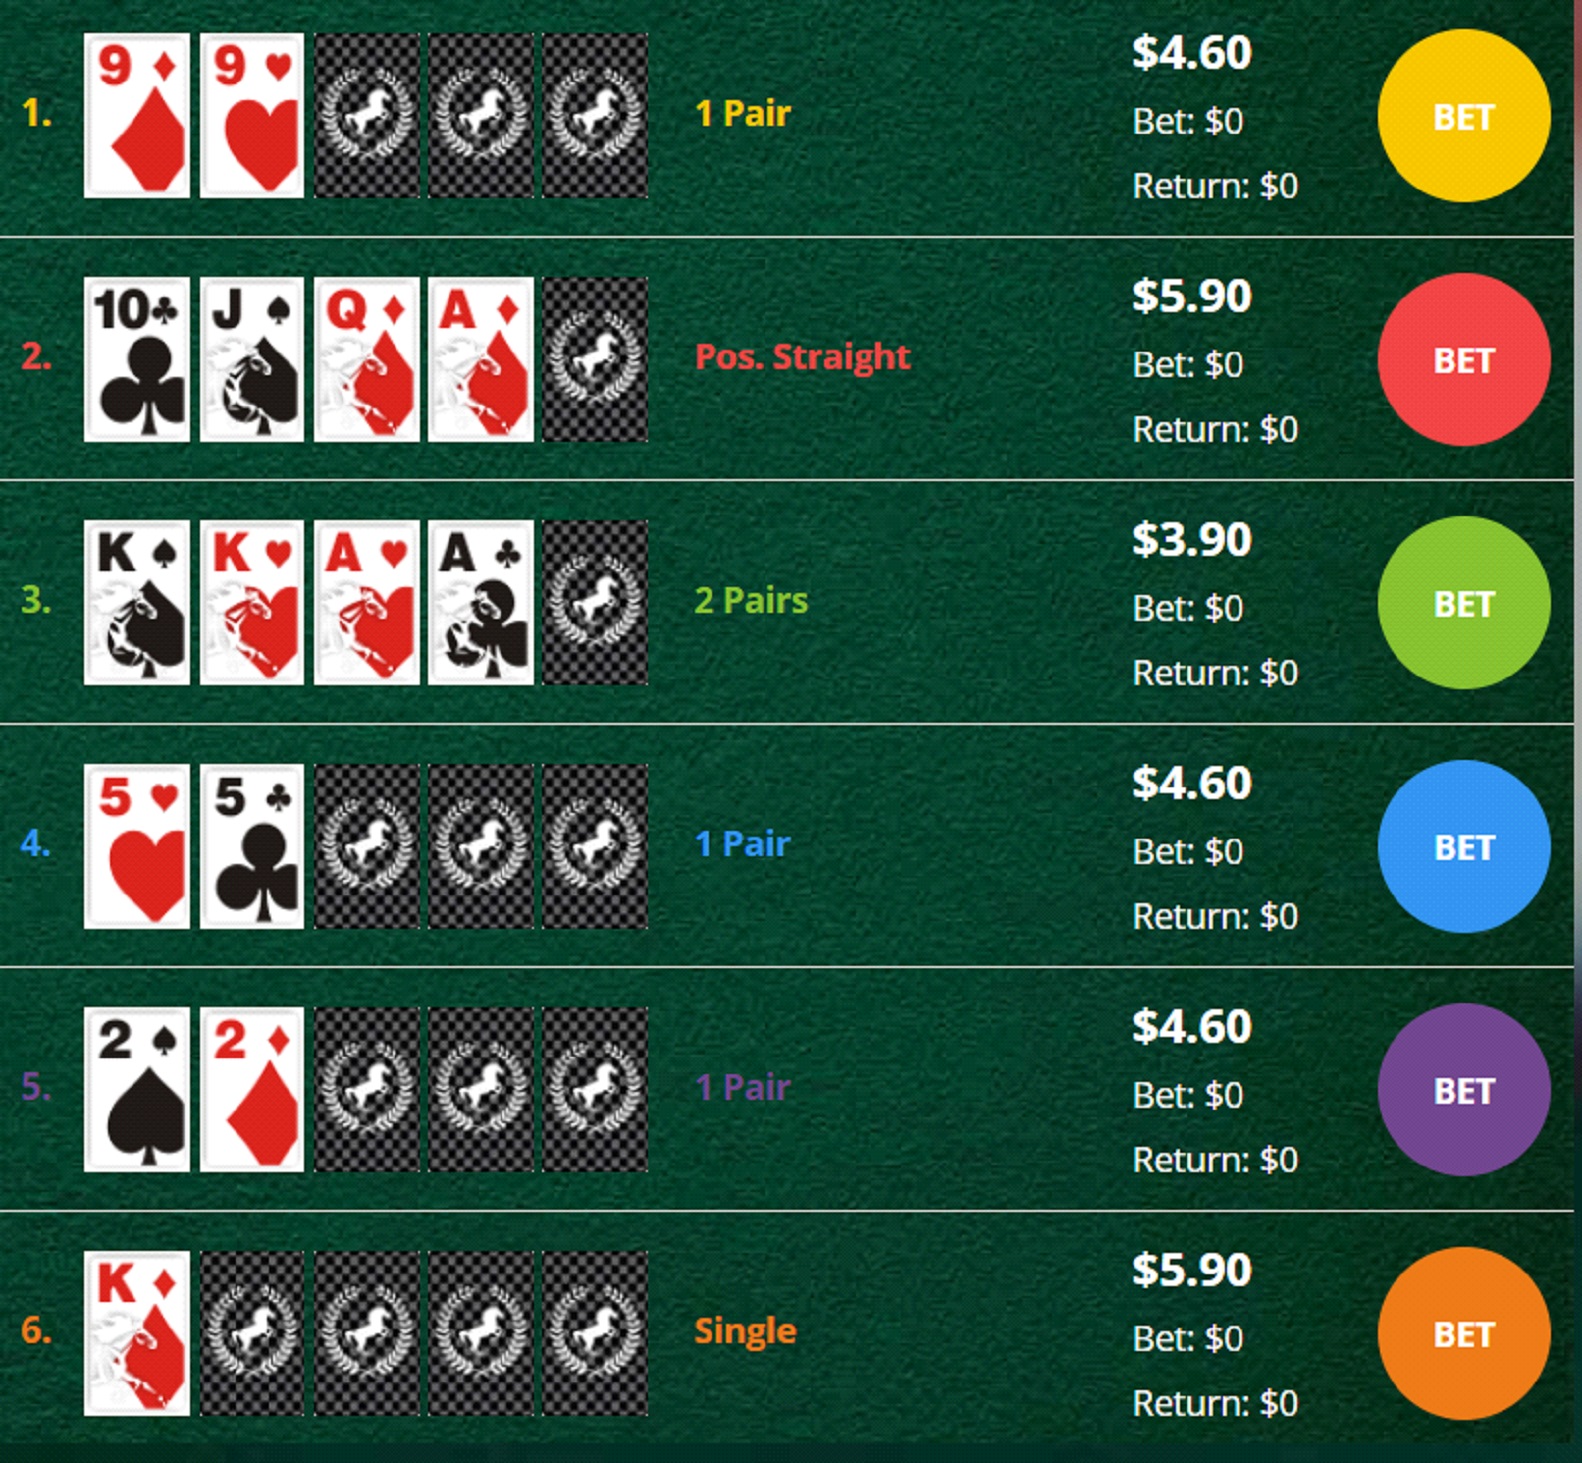 1. 9 9 1 Pair $4.60 BET
Bet: $0
Return: $0
2. 10 J Q A Pos. Straight $5.90 BET
Bet: $0
Return: $0
3. K K A A 2 Pairs $3.90 BET
Bet: $0
Return: $0
4. 5 5 1 Pair $4.60 BET
Bet: $0
Return: $0
5. 2 2 1 Pair $4.60 BET
Bet: $0
Return: $0
6. K Single $5.90 BET
Bet: $0
Return: $0